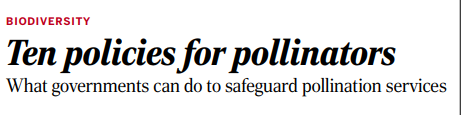 BIODIVERSITY
Ten policies for pollinators
What governments can do to safeguard pollination services